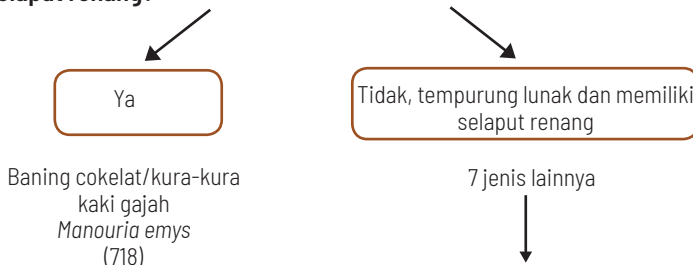 selaput renang?
Ya
Tidak, tempurung lunak dan memiliki
selaput renang
Baning cokelat/kura-kura
kaki gajah
Manouria emys
(718)
7 jenis lainnya